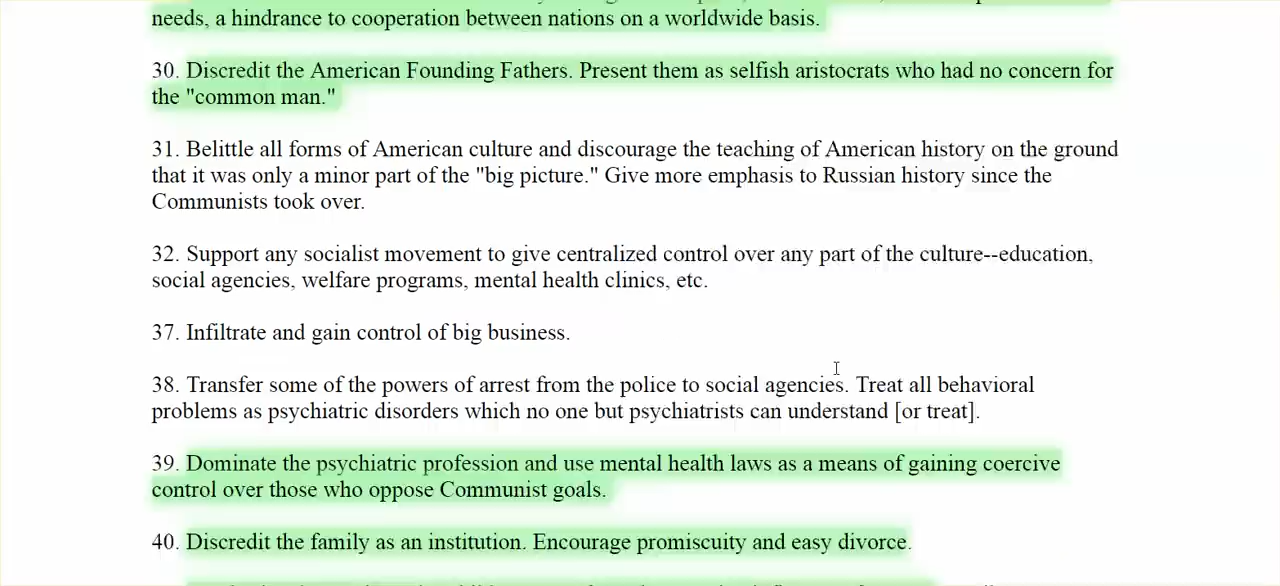 needs, a hindrance to cooperation between nations on a worldwide basis.
30. Discredit the American Founding Fathers. Present them as selfish aristocrats who had no concern for
the "common man."
31. Belittle all forms of American culture and discourage the teaching of American history on the ground
that it was only a minor part of the "big picture." Give more emphasis to Russian history since the
Communists took over.
32. Support any socialist movement to give centralized control over any part of the culture--education,
social agencies, welfare programs, mental health clinics, etc.
37. Infiltrate and gain control of big business.
38. Transfer some of the powers of arrest from the police to social agencies. Treat all behavioral
problems as psychiatric disorders which no one but psychiatrists can understand [or treat].
39. Dominate the psychiatric profession and use mental health laws as a means of gaining coercive
control over those who oppose Communist goals.
40. Discredit the family as an institution. Encourage promiscuity and easy divorce.